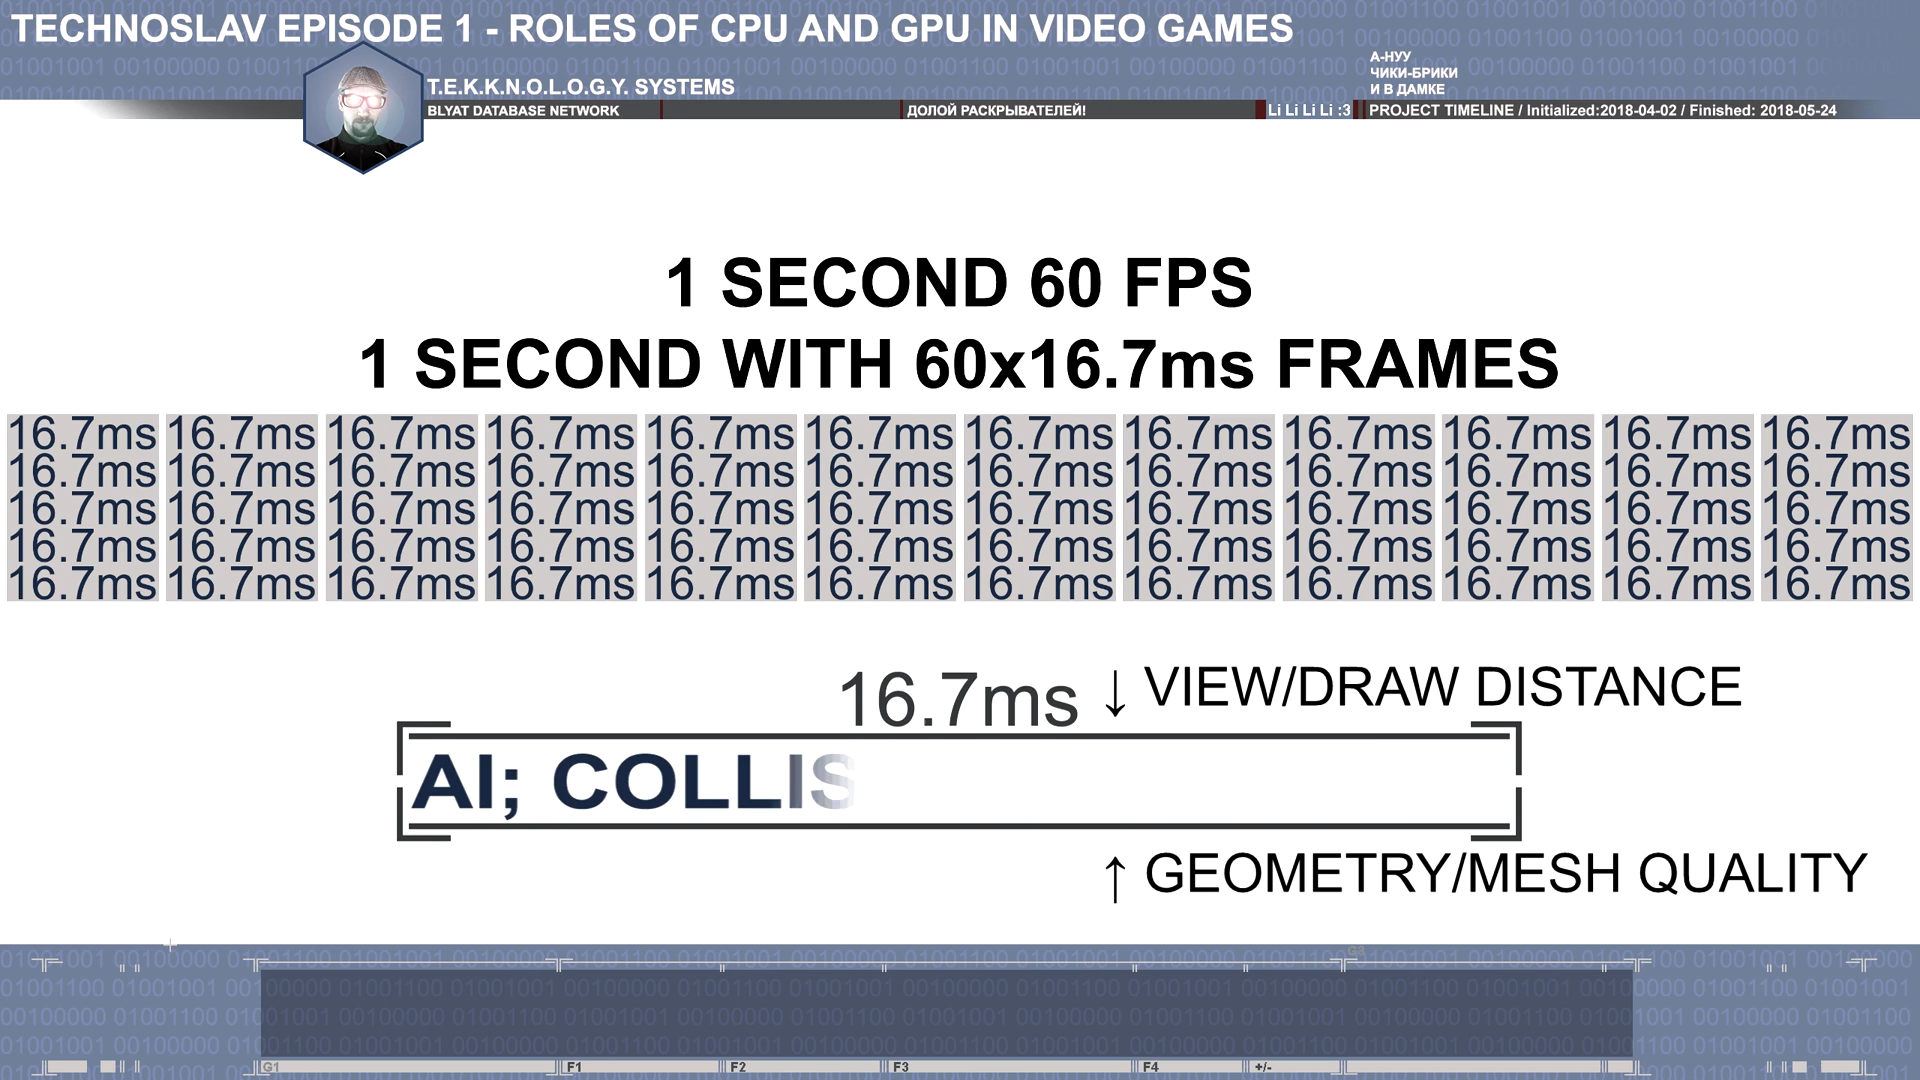 TECHNOSLAV EPISODE 1 - ROLES OF CPU AND GPU IN VIDEO GAMES
А-НУУ
ЧИКИ-БРИКИ
И В ДАМКЕ
T.E.K.K.N.O.L.O.G.Y. SYSTEMS
BLYAT DATABASE NETWORK
ДОЛОЙ РАСКРЫВАТЕЛЕЙ!
Li Li Li Li :3
PROJECT TIMELINE / Initialized:2018-04-02 / Finished: 2018-05-24
1 SECOND 60 FPS
1 SECOND WITH 60x16.7ms FRAMES
16.7ms 16.7ms 16.7ms 16.7ms 16.7ms 16.7ms 16.7ms 16.7ms 16.7ms 16.7ms 16.7ms 16.7ms
16.7ms 16.7ms 16.7ms 16.7ms 16.7ms 16.7ms 16.7ms 16.7ms 16.7ms 16.7ms 16.7ms 16.7ms
16.7ms 16.7ms 16.7ms 16.7ms 16.7ms 16.7ms 16.7ms 16.7ms 16.7ms 16.7ms 16.7ms 16.7ms
16.7ms 16.7ms 16.7ms 16.7ms 16.7ms 16.7ms 16.7ms 16.7ms 16.7ms 16.7ms 16.7ms 16.7ms
16.7ms 16.7ms 16.7ms 16.7ms 16.7ms 16.7ms 16.7ms 16.7ms 16.7ms 16.7ms 16.7ms 16.7ms
16.7ms
↓ VIEW/DRAW DISTANCE
AI; COLLIS
↑ GEOMETRY/MESH QUALITY
G3
G1 F1 F2 F3 F4 +/-